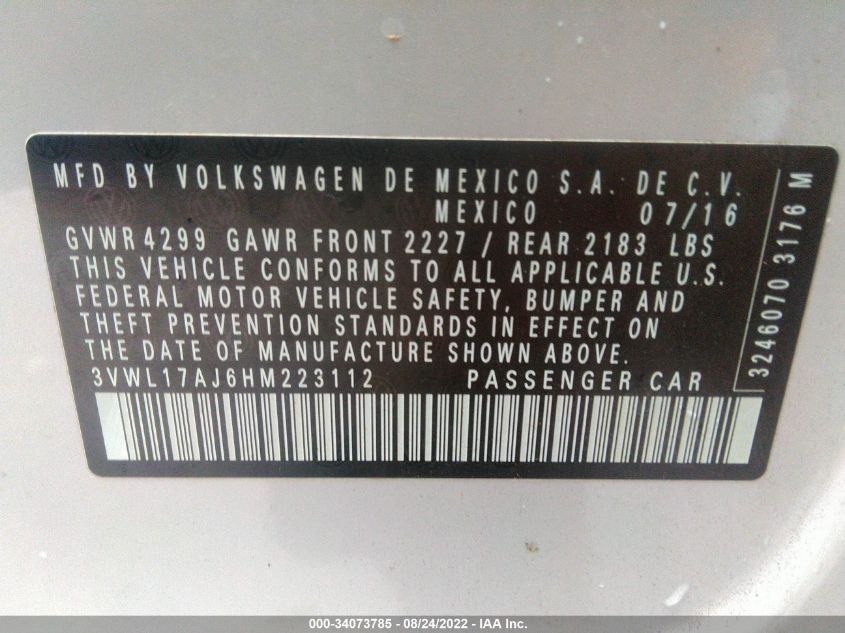 MFD BY VOLKSWAGEN DE MEXICO S.A. DE C.V.
MEXICO 07/16
GVWR 4299 GAWR FRONT 2227 / REAR 2183 LBS
THIS VEHICLE CONFORMS TO ALL APPLICABLE U.S.
FEDERAL MOTOR VEHICLE SAFETY, BUMPER AND
THEFT PREVENTION STANDARDS IN EFFECT ON
THE DATE OF MANUFACTURE SHOWN ABOVE.
3VWL17AJ6HM223112 PASSENGER CAR
3246070 3176 M
000-34073785 - 08/24/2022 - IAA Inc.